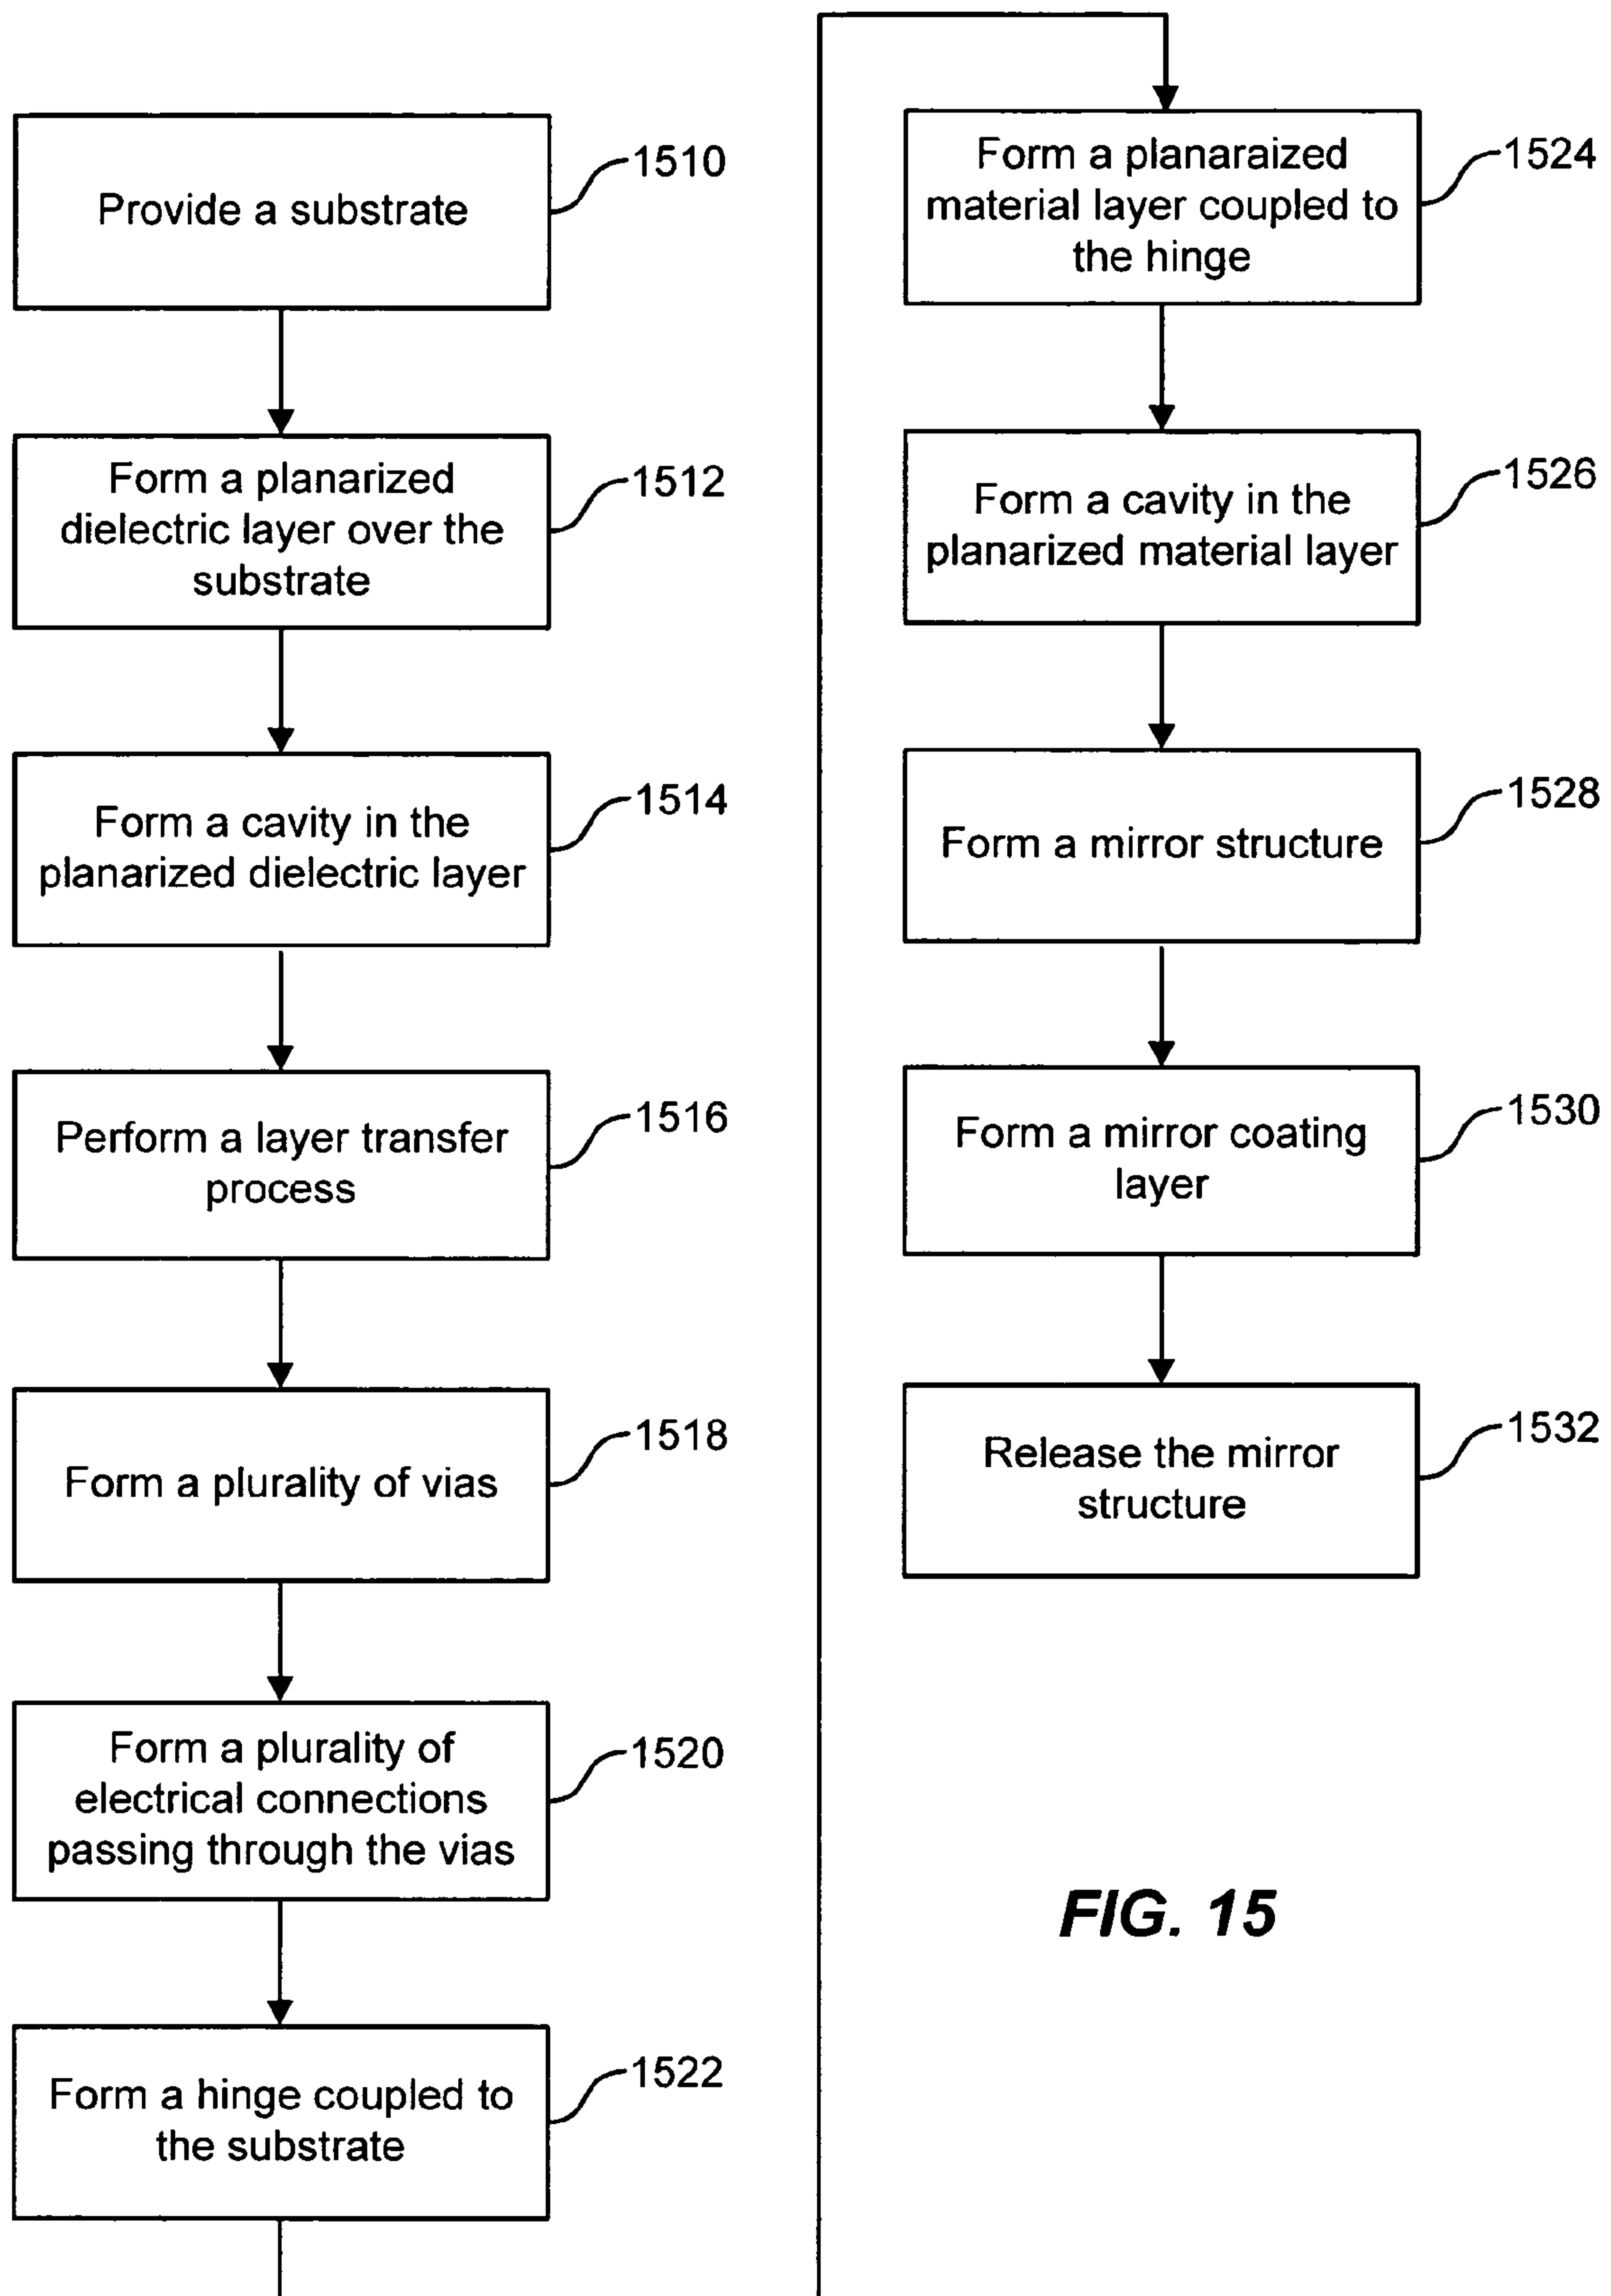 Provide a substrate
1510
Form a planarized
dielectric layer over the
substrate
1512
Form a cavity in the
planarized dielectric layer
1514
Perform a layer transfer
process
1516
Form a plurality of vias
1518
Form a plurality of
electrical connections
passing through the vias
1520
Form a hinge coupled to
the substrate
1522
Form a planaraized
material layer coupled to
the hinge
1524
Form a cavity in the
planarized material layer
1526
Form a mirror structure
1528
Form a mirror coating
layer
1530
Release the mirror
structure
1532
FIG. 15